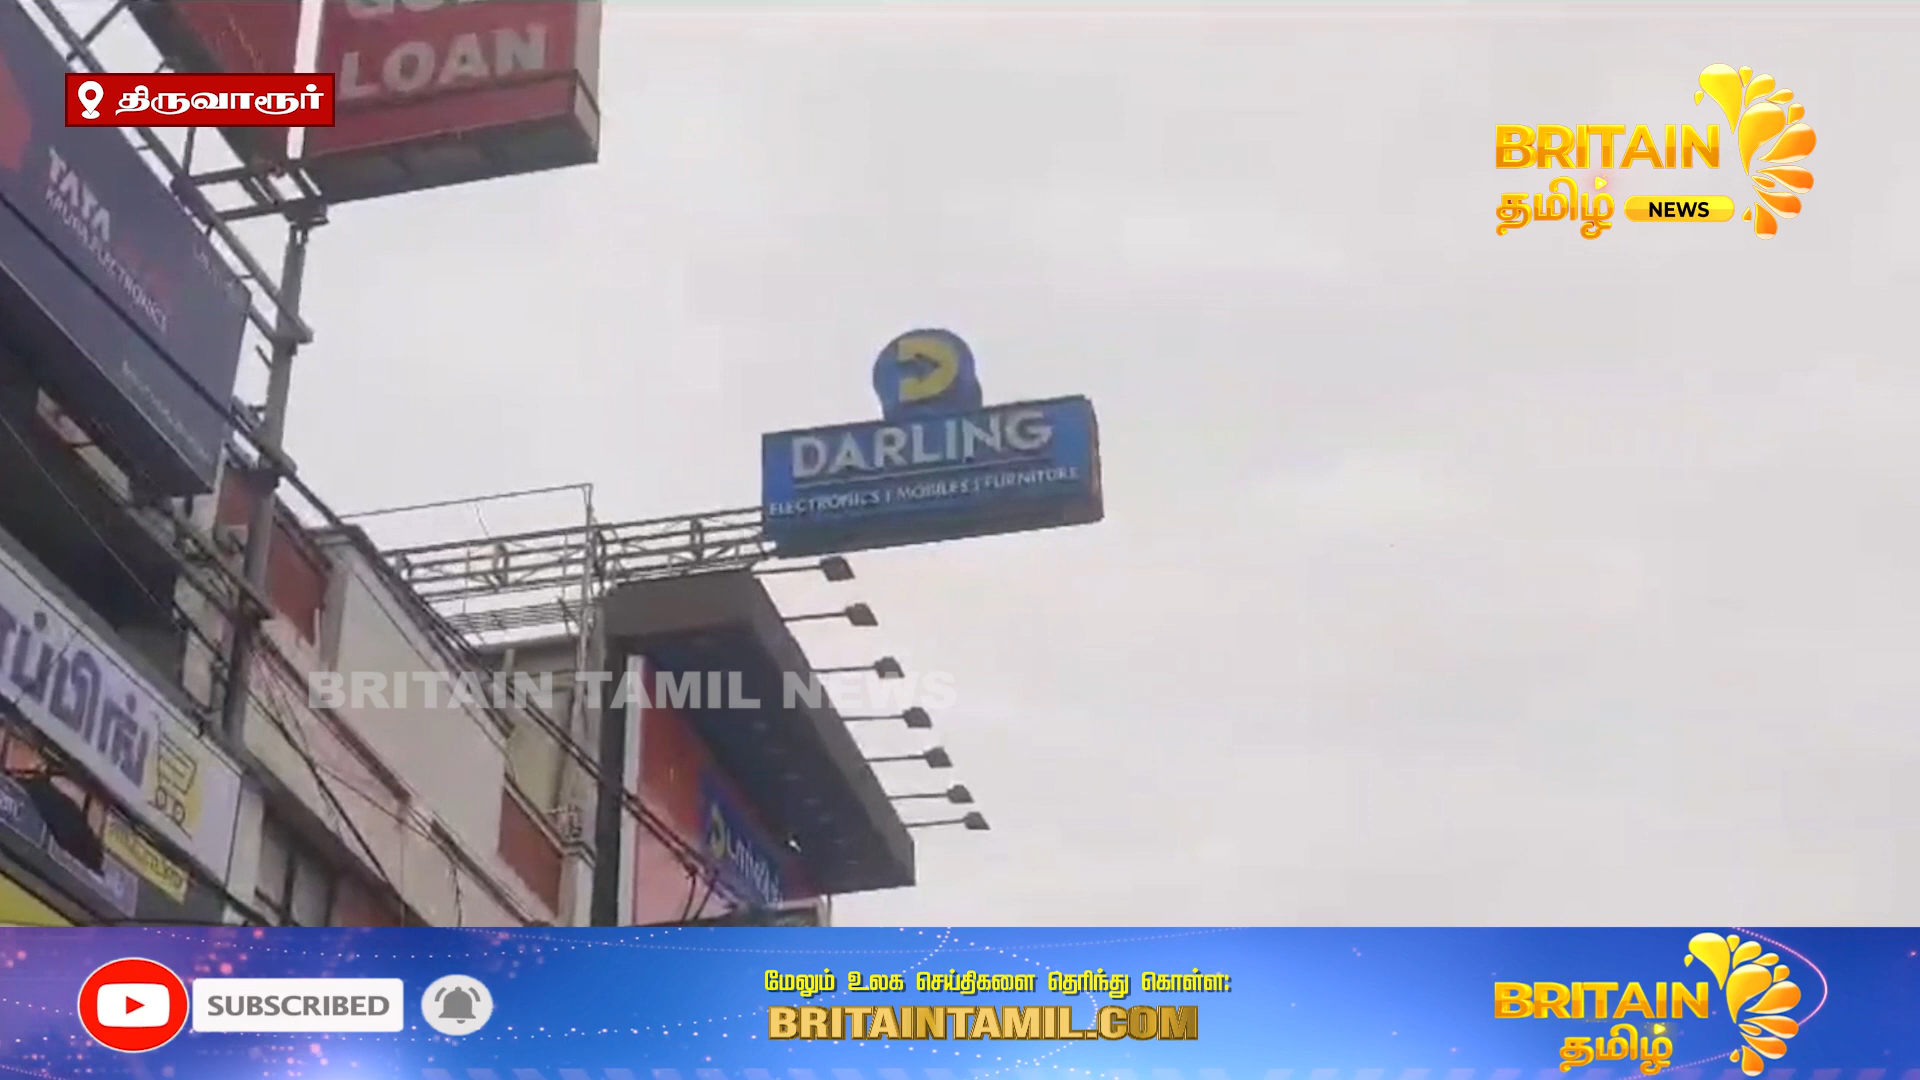 LOAN
திருவாரூர்
BRITAIN
தமிழ்
NEWS
TATA
DARLING
ELECTRONICS | MOBILES | FURNITURE
BRITAIN TAMIL NEWS
SUBSCRIBED
மேலும் உலக செய்திகளை தெரிந்து கொள்ள:
BRITAINTAMIL.COM
BRITAIN
தமிழ்